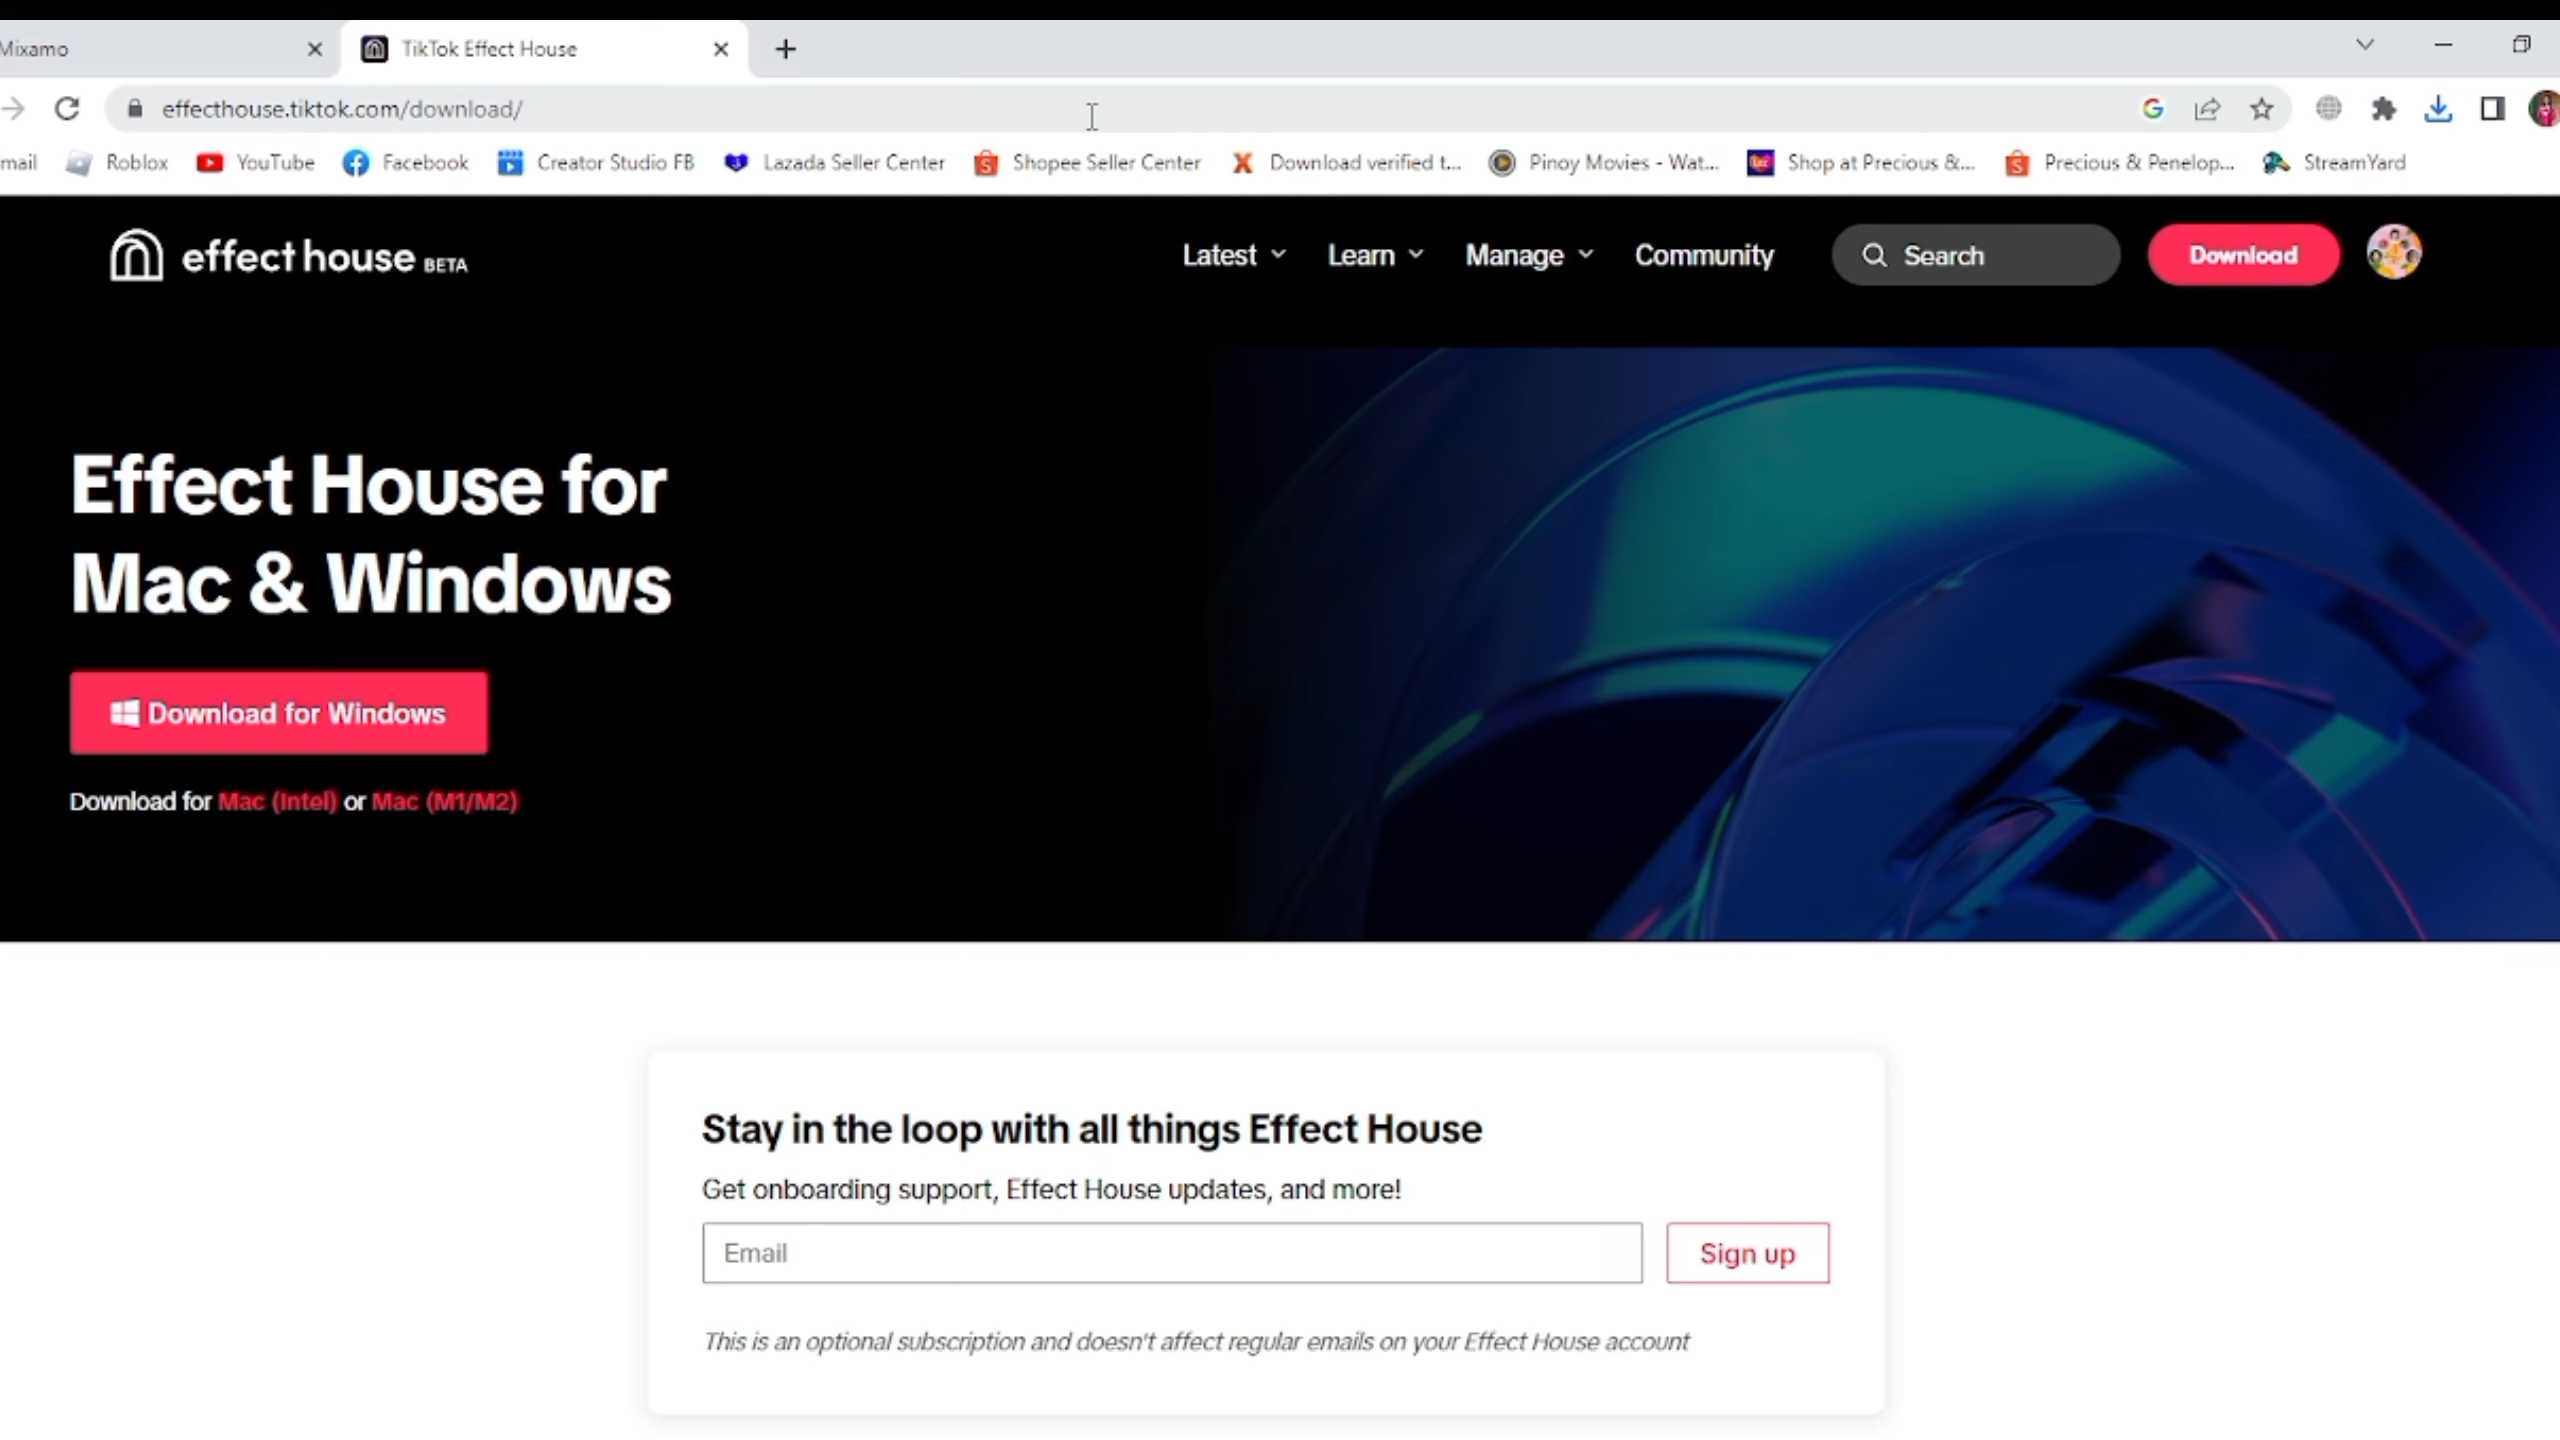 Mixamo
TikTok Effect House
effecthouse.tiktok.com/download/
mail Roblox YouTube Facebook Creator Studio FB Lazada Seller Center Shopee Seller Center Download verified t... Pinoy Movies - Wat... Shop at Precious &... Precious & Penelop... StreamYard
effect house BETA
Latest Learn Manage Community Search Download
Effect House for
Mac & Windows
Download for Windows
Download for Mac (Intel) or Mac (M1/M2)
Stay in the loop with all things Effect House
Get onboarding support, Effect House updates, and more!
Email
Sign up
This is an optional subscription and doesn't affect regular emails on your Effect House account